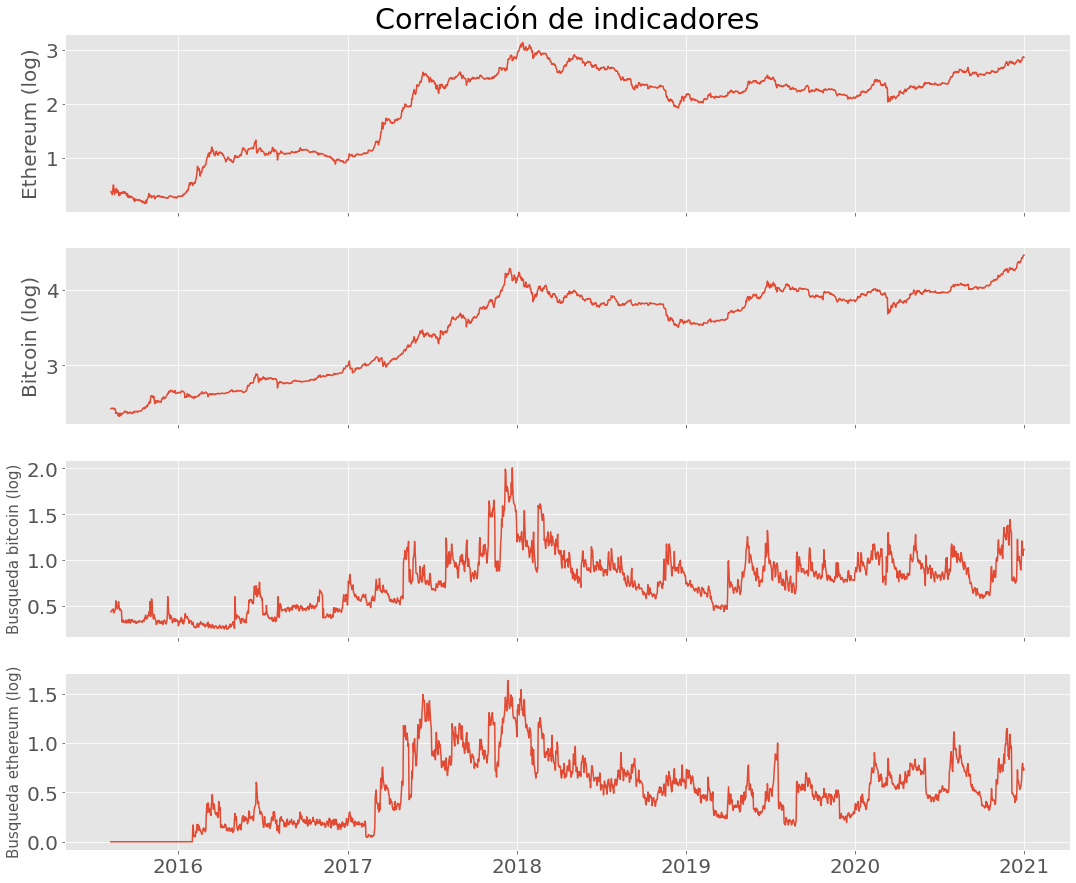 Correlación de indicadores
Ethereum (log)
3
2
1
Bitcoin (log)
4
3
Busqueda bitcoin (log)
2.0
1.5
1.0
0.5
Busqueda ethereum (log)
1.5
1.0
0.5
0.0
2016 2017 2018 2019 2020 2021